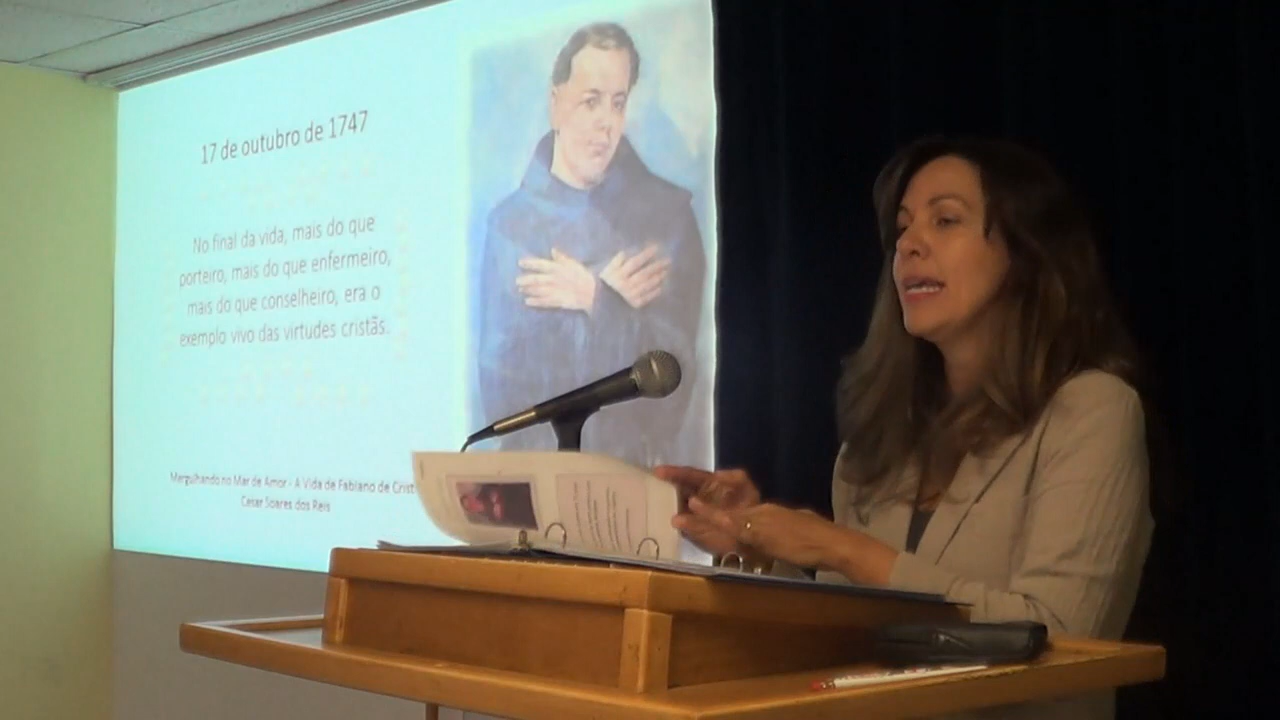 17 de outubro de 1747
No final da vida, mais do que
porteiro, mais do que enfermeiro,
mais do que conselheiro, era o
exemplo vivo das virtudes cristãs.
Mergulhando no Mar de Amor - A Vida de Fabiano de Crist
Cesar Soares dos Reis